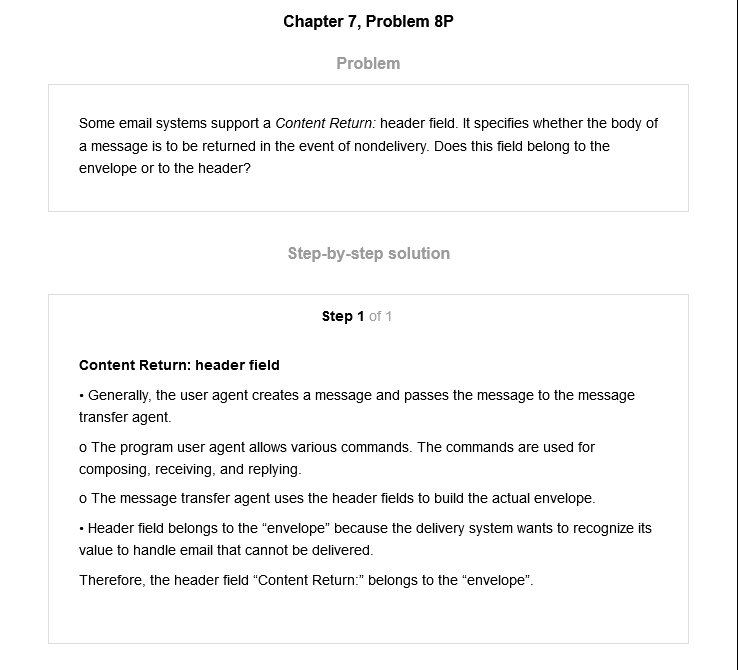 Chapter 7, Problem 8P
Problem
Some email systems support a Content Return: header field. It specifies whether the body of
a message is to be returned in the event of nondelivery. Does this field belong to the
envelope or to the header?
Step-by-step solution
Step 1 of 1
Content Return: header field
• Generally, the user agent creates a message and passes the message to the message
transfer agent.
o The program user agent allows various commands. The commands are used for
composing, receiving, and replying.
o The message transfer agent uses the header fields to build the actual envelope.
• Header field belongs to the “envelope” because the delivery system wants to recognize its
value to handle email that cannot be delivered.
Therefore, the header field “Content Return:” belongs to the “envelope”.